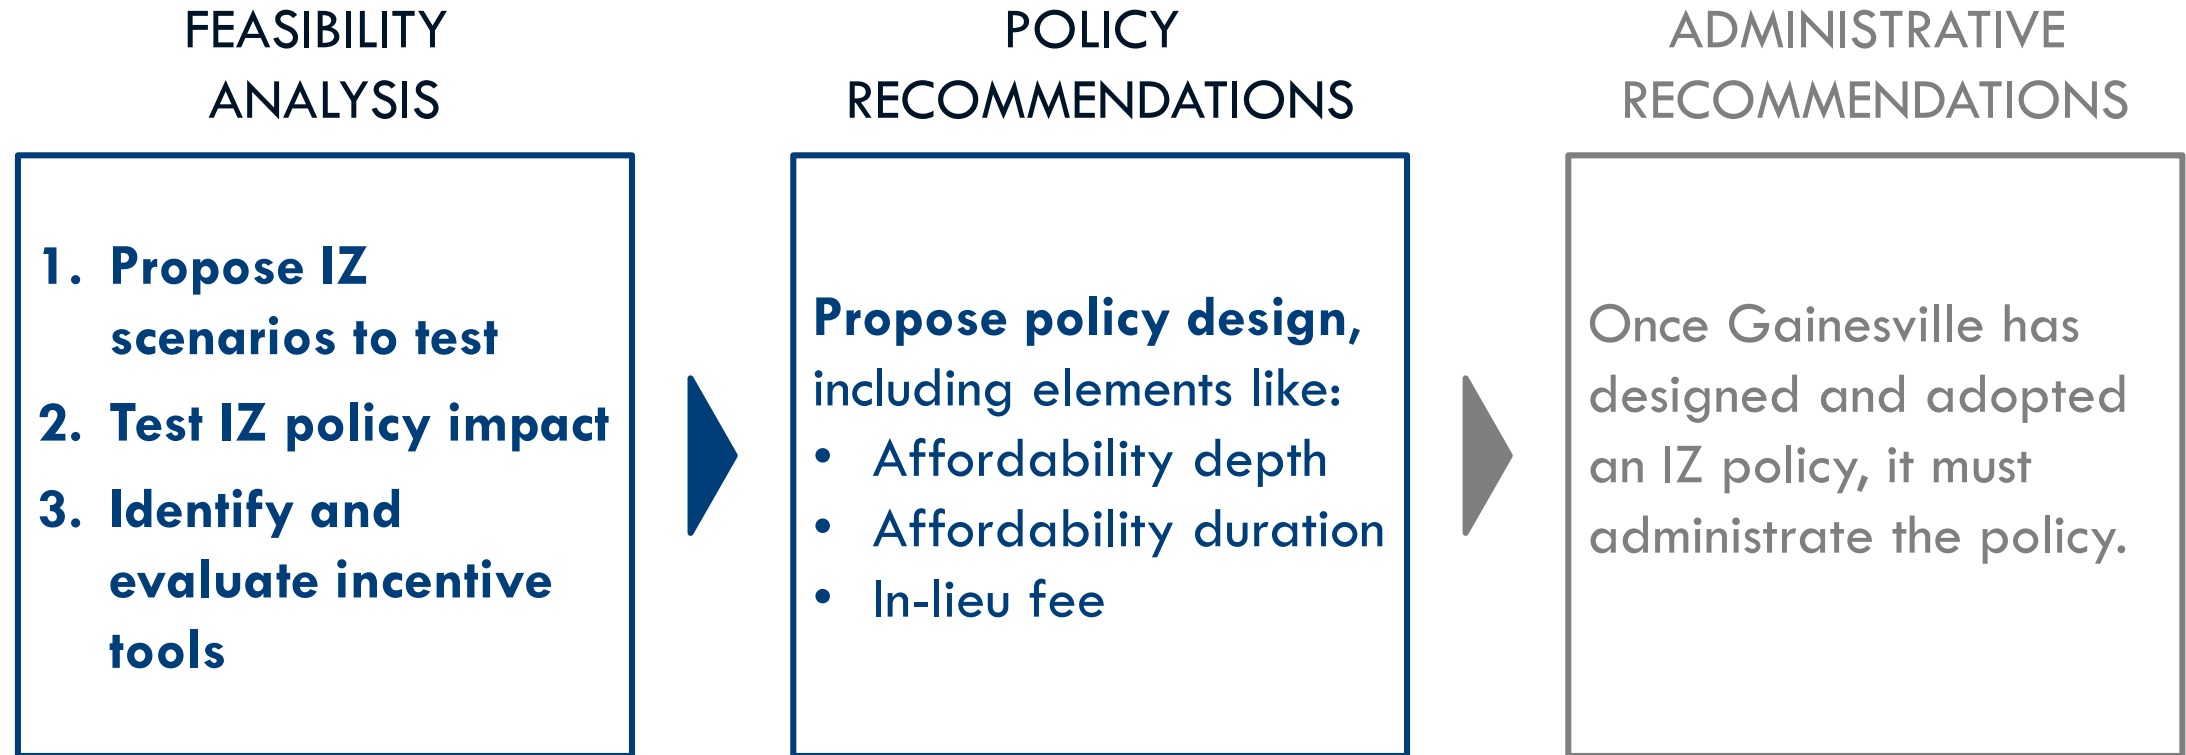 FEASIBILITY
ANALYSIS
1. Propose IZ
scenarios to test
2. Test IZ policy impact
3. Identify and
evaluate incentive
tools
POLICY
RECOMMENDATIONS
Propose policy design,
including elements like:
• Affordability depth
• Affordability duration
• In-lieu fee
ADMINISTRATIVE
RECOMMENDATIONS
Once Gainesville has
designed and adopted
an IZ policy, it must
administrate the policy.